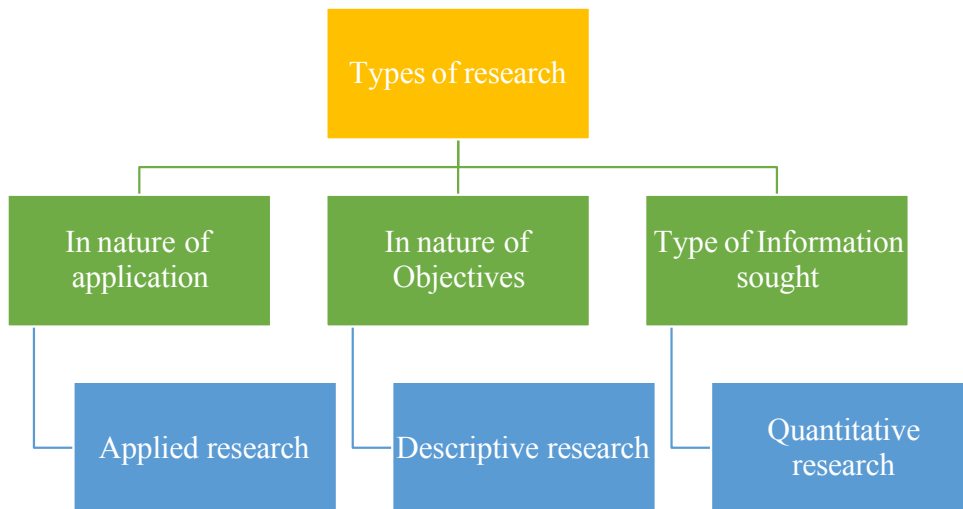 Types of research
In nature of
application
In nature of
Objectives
Type of Information
sought
Applied research
Descriptive research
Quantitative
research